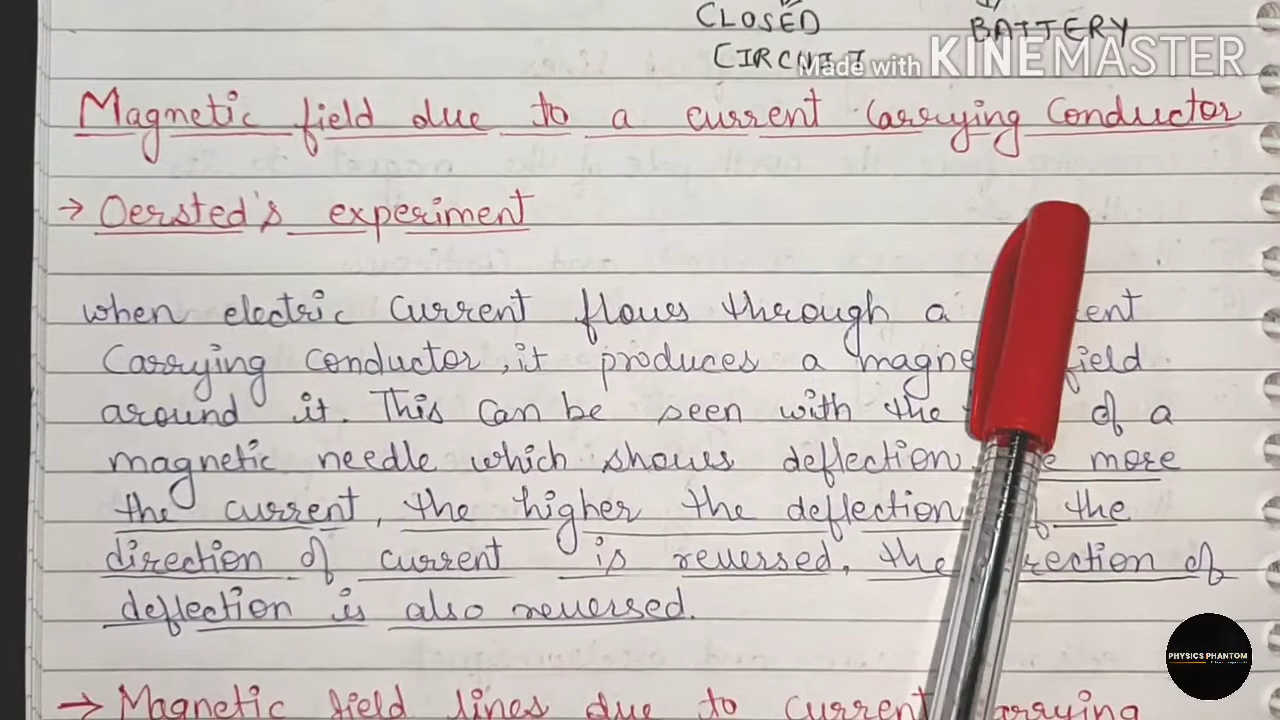 CLOSED BATTERY
CIRCUIT
Made with KINEMASTER
Magnetic field due to a current Carrying Conductor
→ Oersted's experiment
when electric current flows through a ent
Carrying conductor, it produces a magne field
around it. This can be seen with the of a
magnetic needle which shows deflection. e more
the current, the higher the deflection. f the
direction of current is reversed, the rection of
deflection is also reversed.
PHYSICS PHANTOM
→ Magnetic field lines due to current arrying